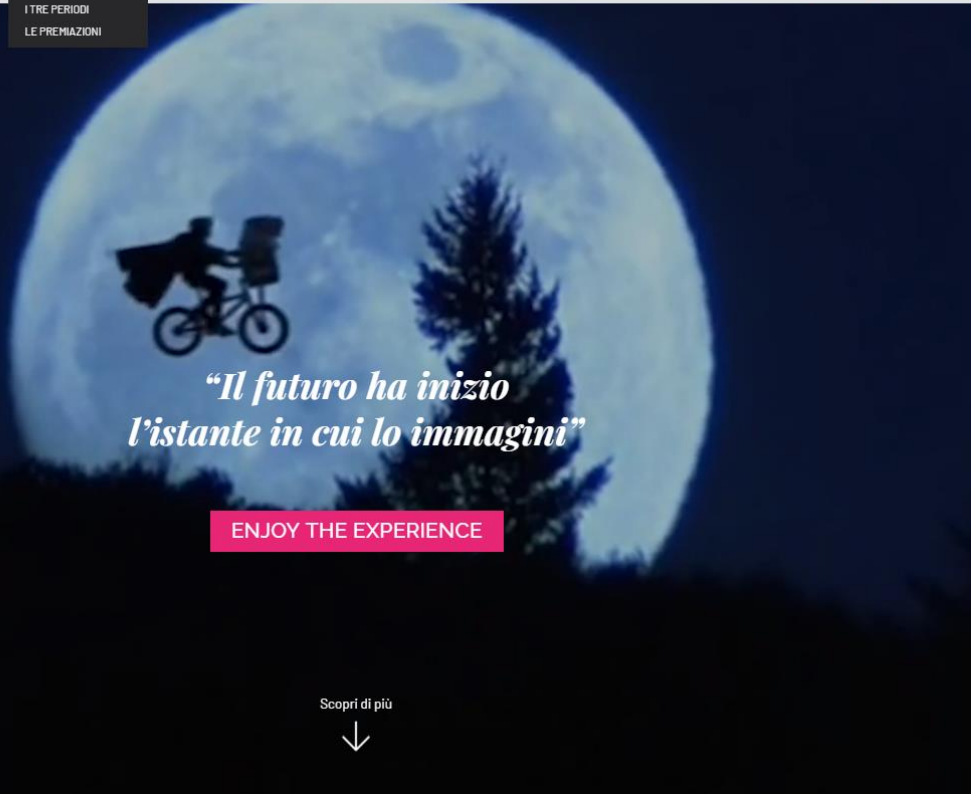 I TRE PERIODI
LE PREMIAZIONI
“Il futuro ha inizio
l’istante in cui lo immagini”
ENJOY THE EXPERIENCE
Scopri di più